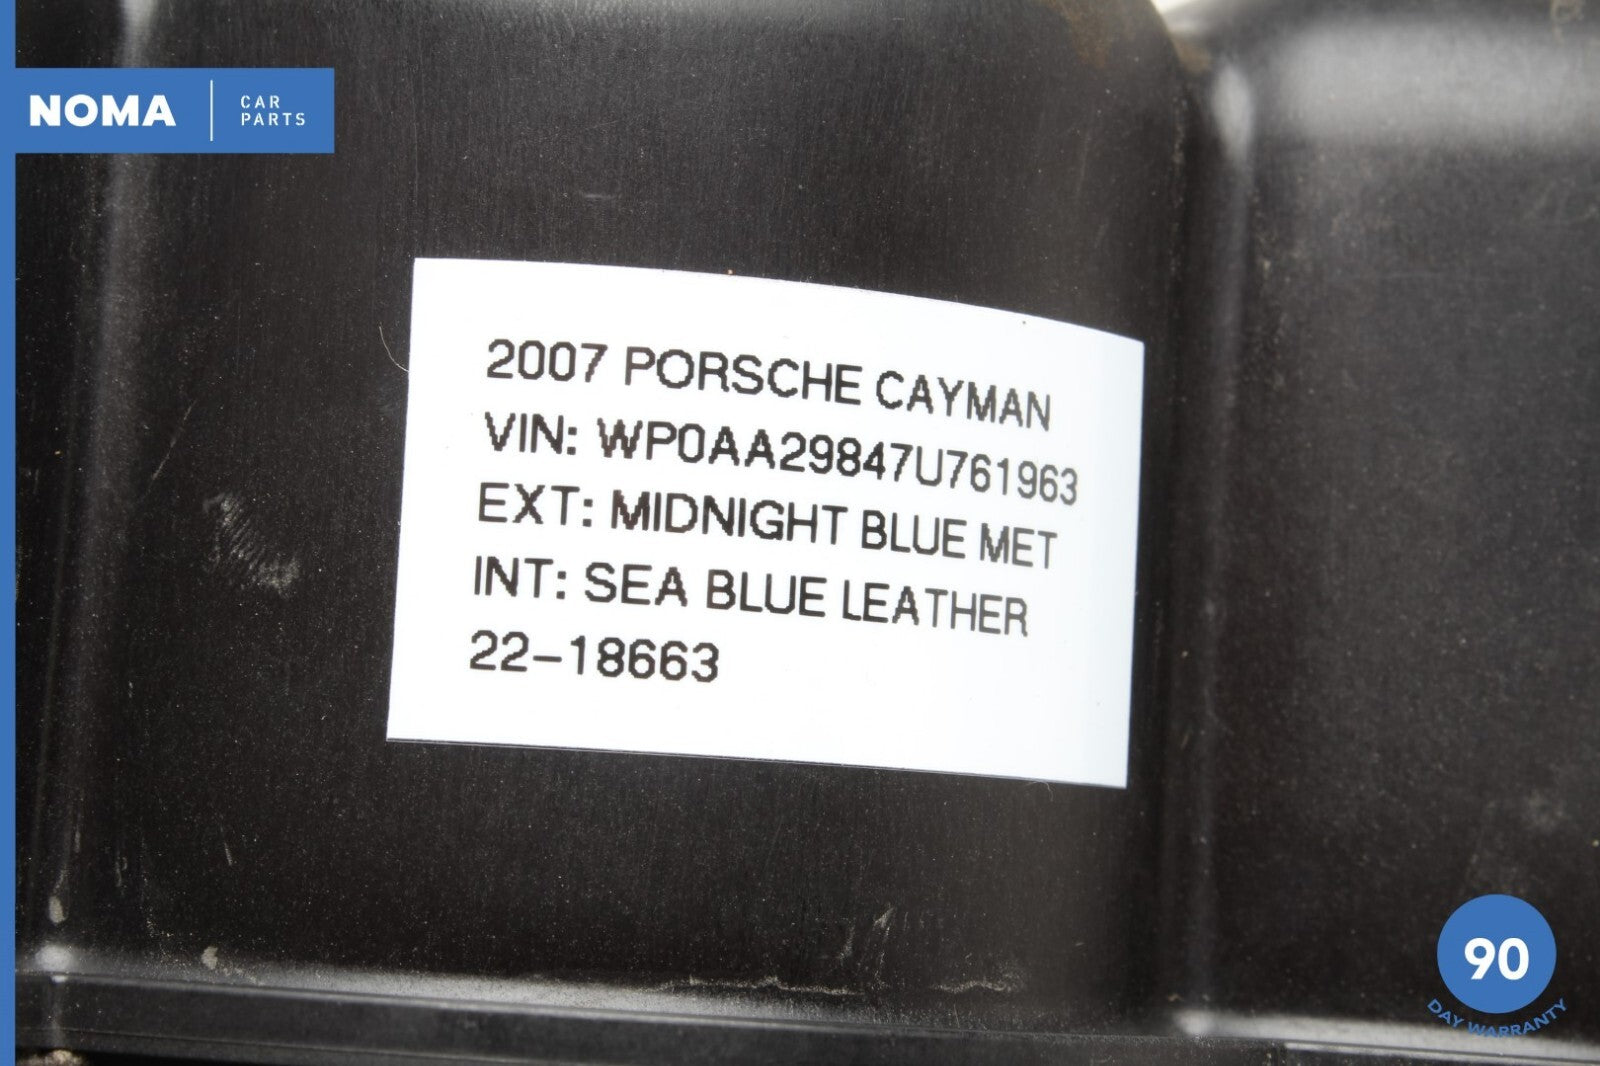 NOMA
CAR
PARTS
2007 PORSCHE CAYMAN
VIN: WP0AA29847U761963
EXT: MIDNIGHT BLUE MET
INT: SEA BLUE LEATHER
22-18663
90
DAY WARRANTY